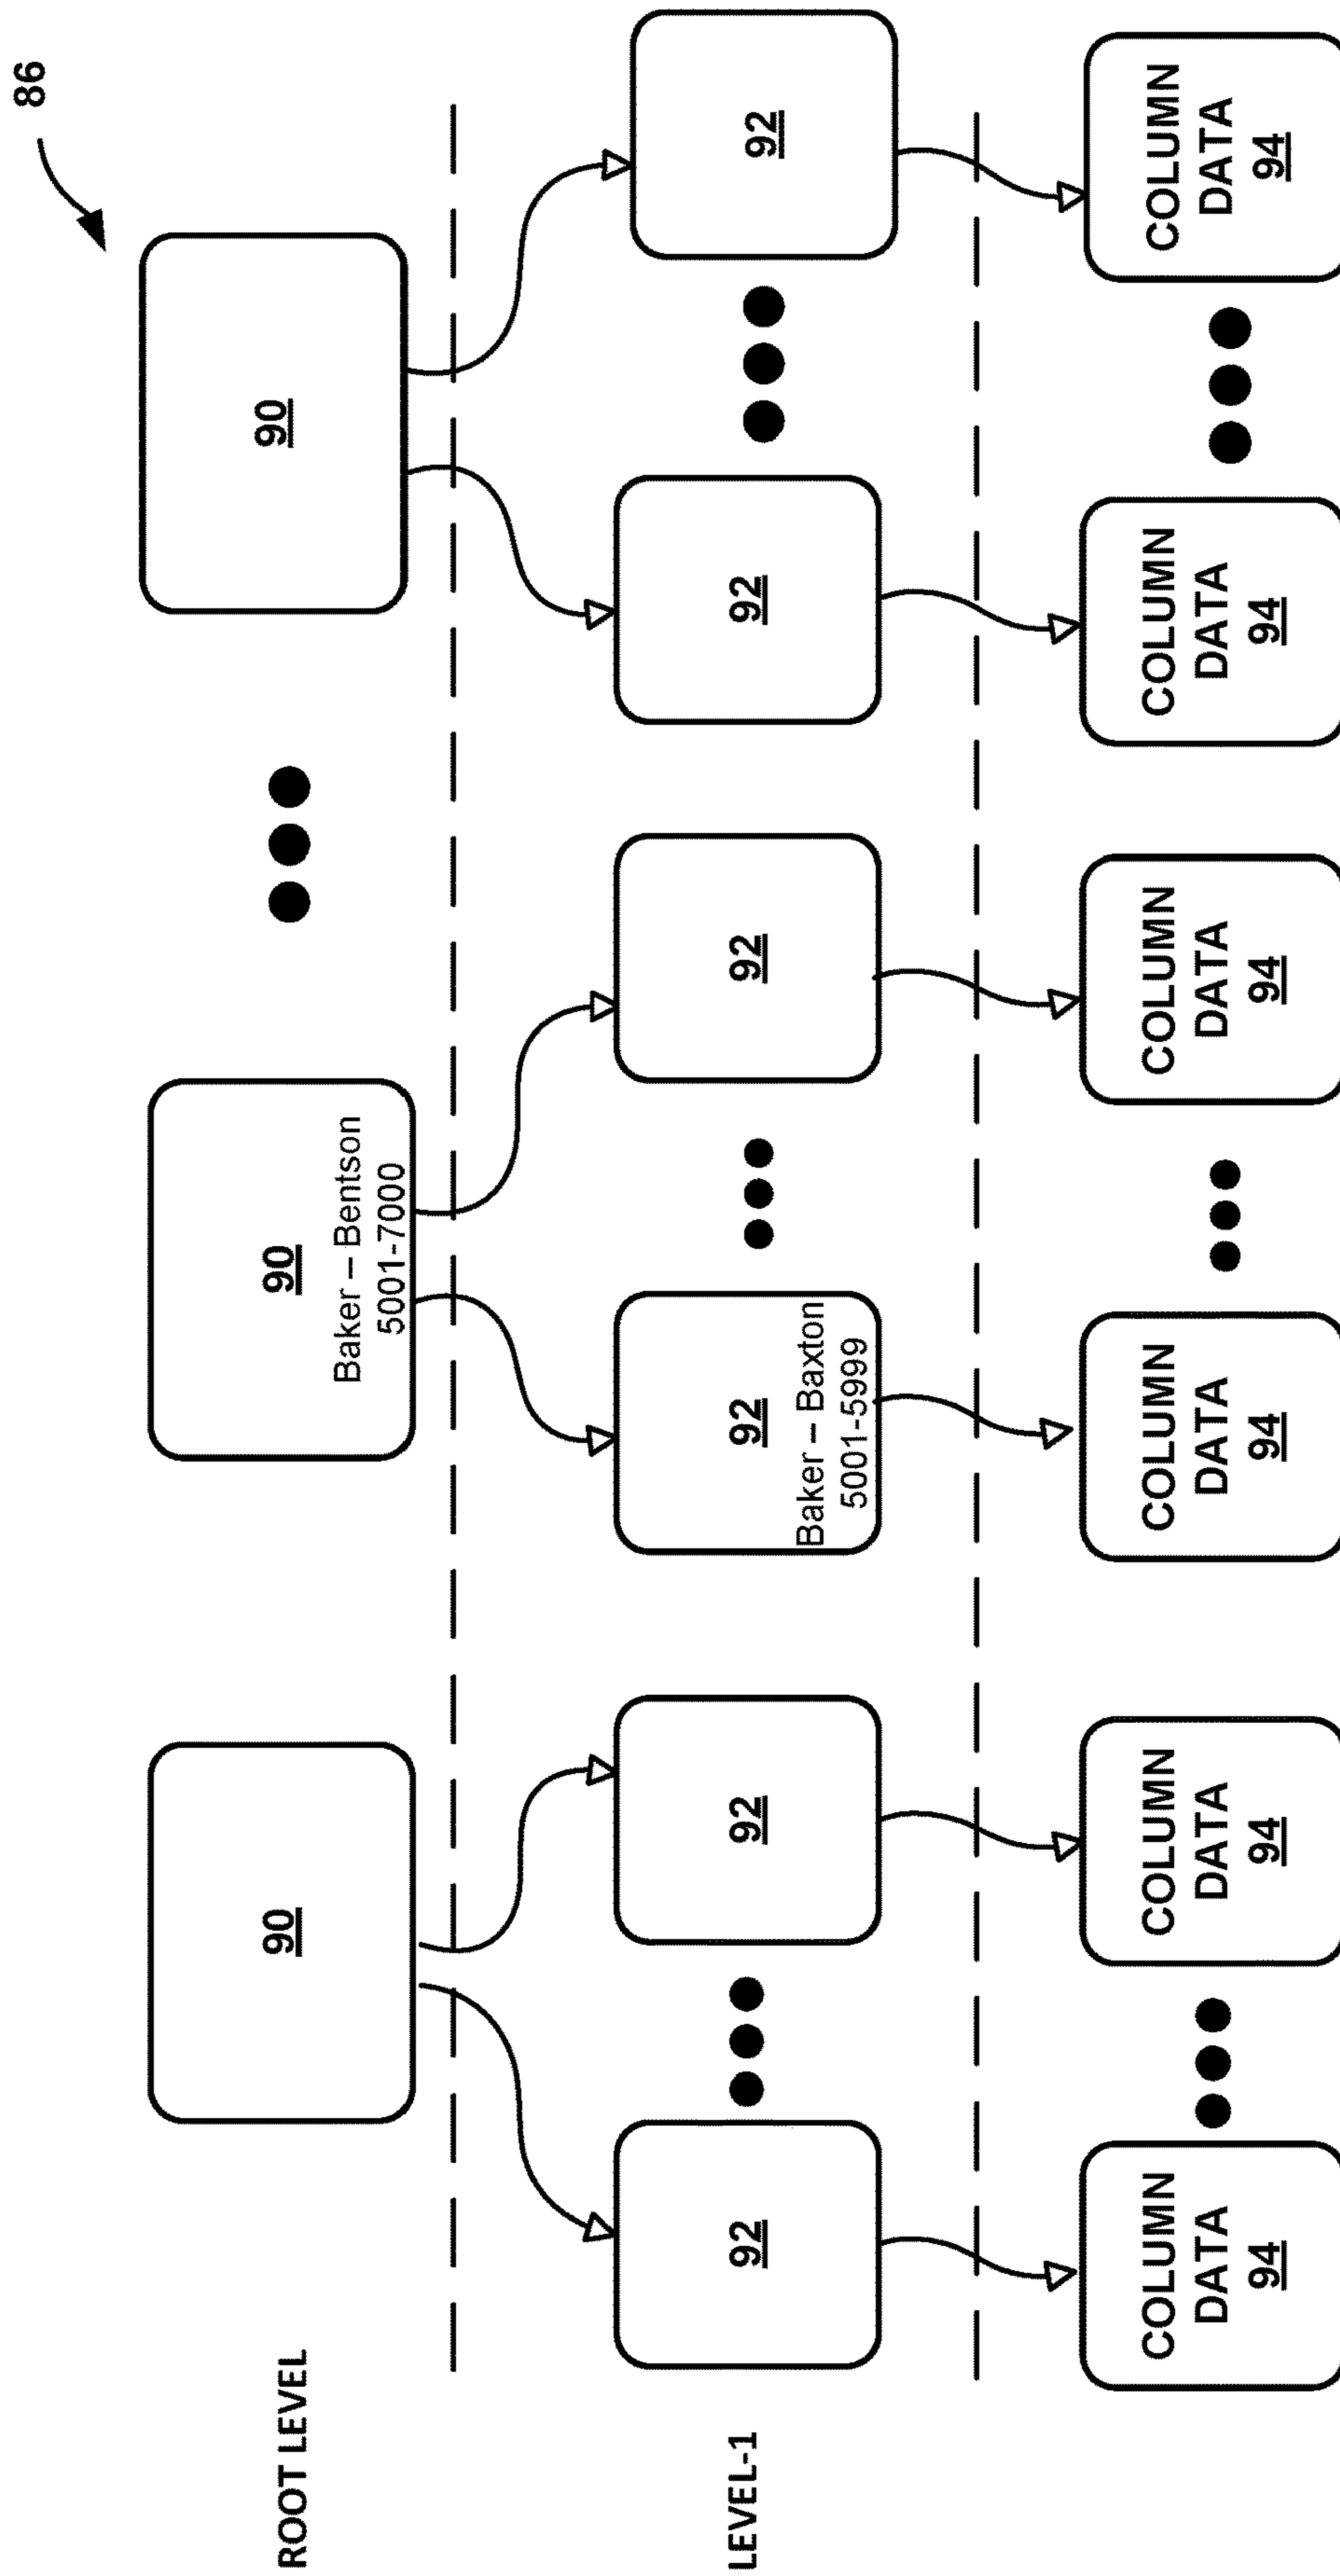 86
ROOT LEVEL
90
90
Baker – Bentson
5001-7000
90
LEVEL-1
92
92
92
Baker – Baxton
5001-5999
92
92
92
COLUMN
DATA
94
COLUMN
DATA
94
COLUMN
DATA
94
COLUMN
DATA
94
COLUMN
DATA
94
COLUMN
DATA
94